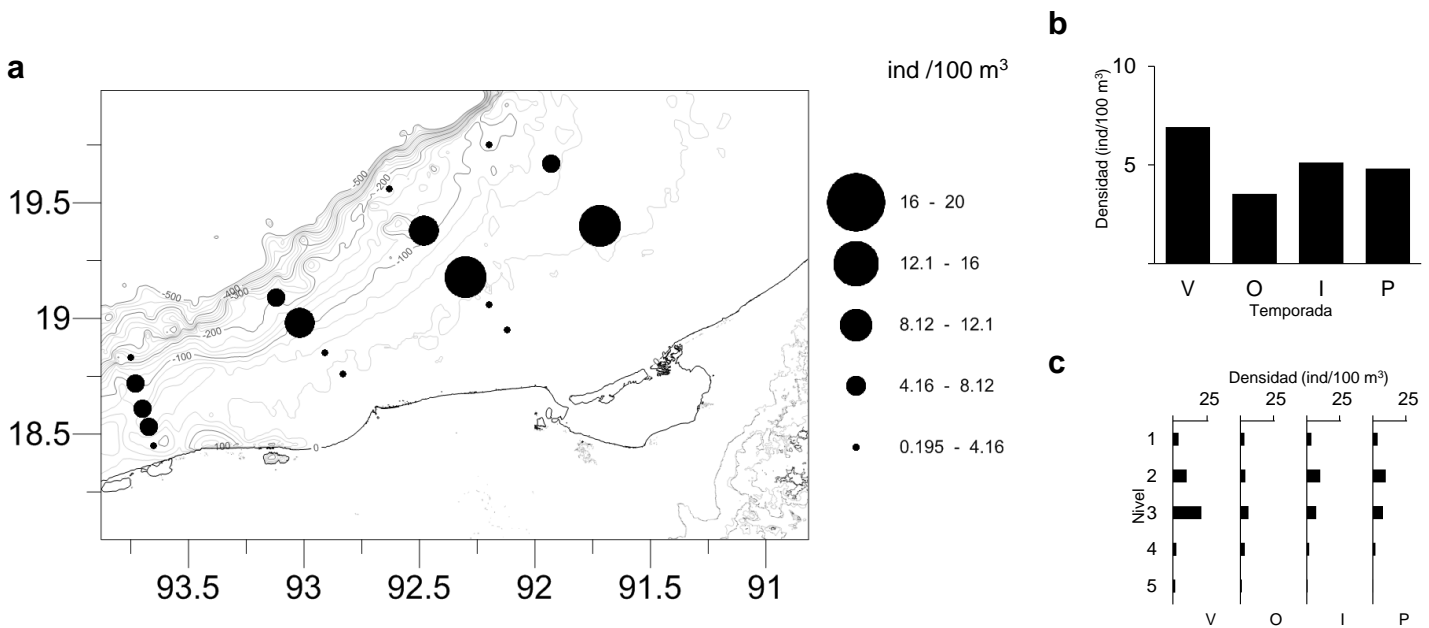 a
ind /100 m³
19.5
19
18.5
93.5
93
92.5
92
91.5
91
-500
-200
-100
-500
-400
-300
-200
-100
100
0
16 - 20
12.1 - 16
8.12 - 12.1
4.16 - 8.12
0.195 - 4.16
b
Densidad (ind/100 m³)
10
5
V O I P
Temporada
c
Densidad (ind/100 m³)
25 25 25 25
Nivel
1
2
3
4
5
V O I P